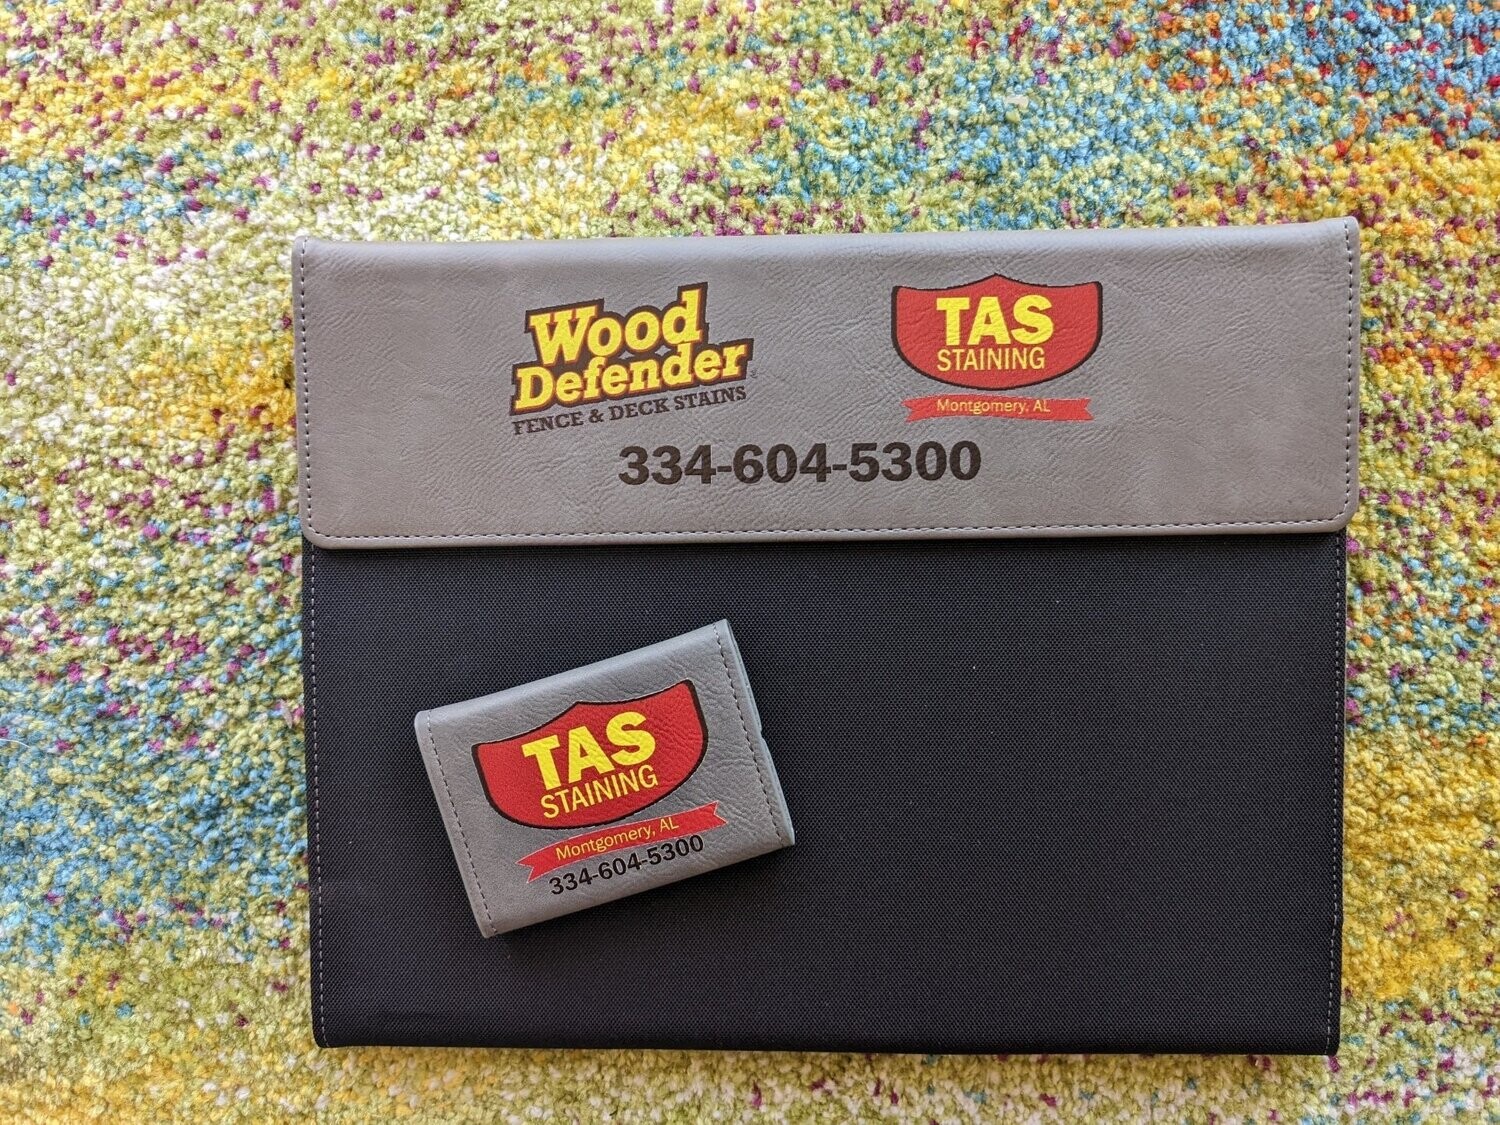 Wood
Defender
FENCE & DECK STAINS
TAS
STAINING
Montgomery, AL
334-604-5300
TAS
STAINING
Montgomery, AL
334-604-5300